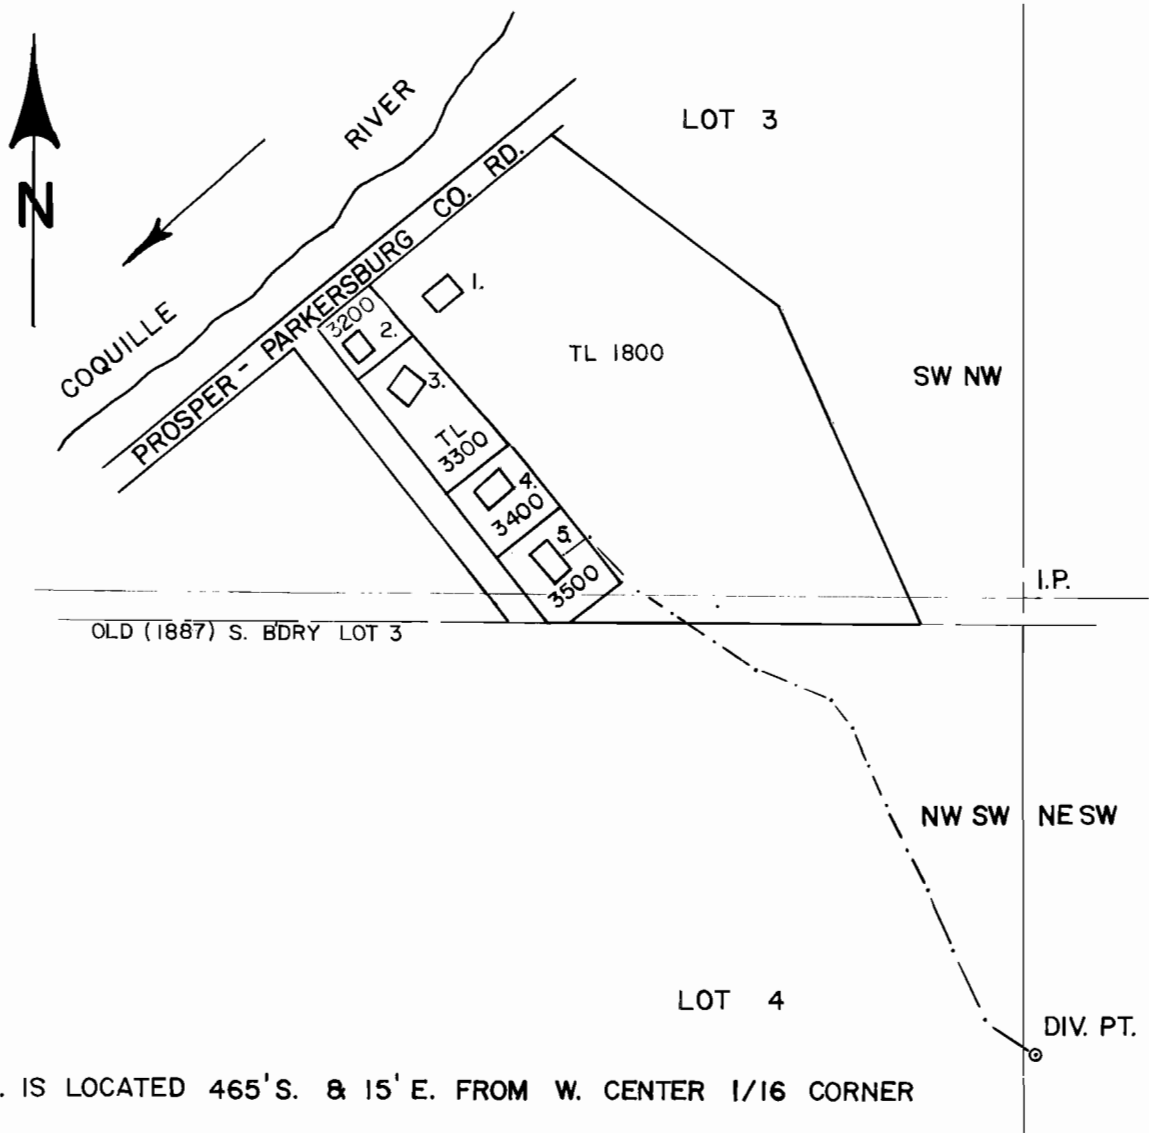 N
COQUILLE RIVER
PROSPER - PARKERSBURG CO. RD.
LOT 3
1.
3200
2.
3.
TL
3300
4.
3400
5
3500
TL 1800
SW NW
I.P.
OLD (1887) S. B'DRY LOT 3
NW SW
NE SW
LOT 4
DIV. PT.
. IS LOCATED 465'S. & 15'E. FROM W. CENTER 1/16 CORNER